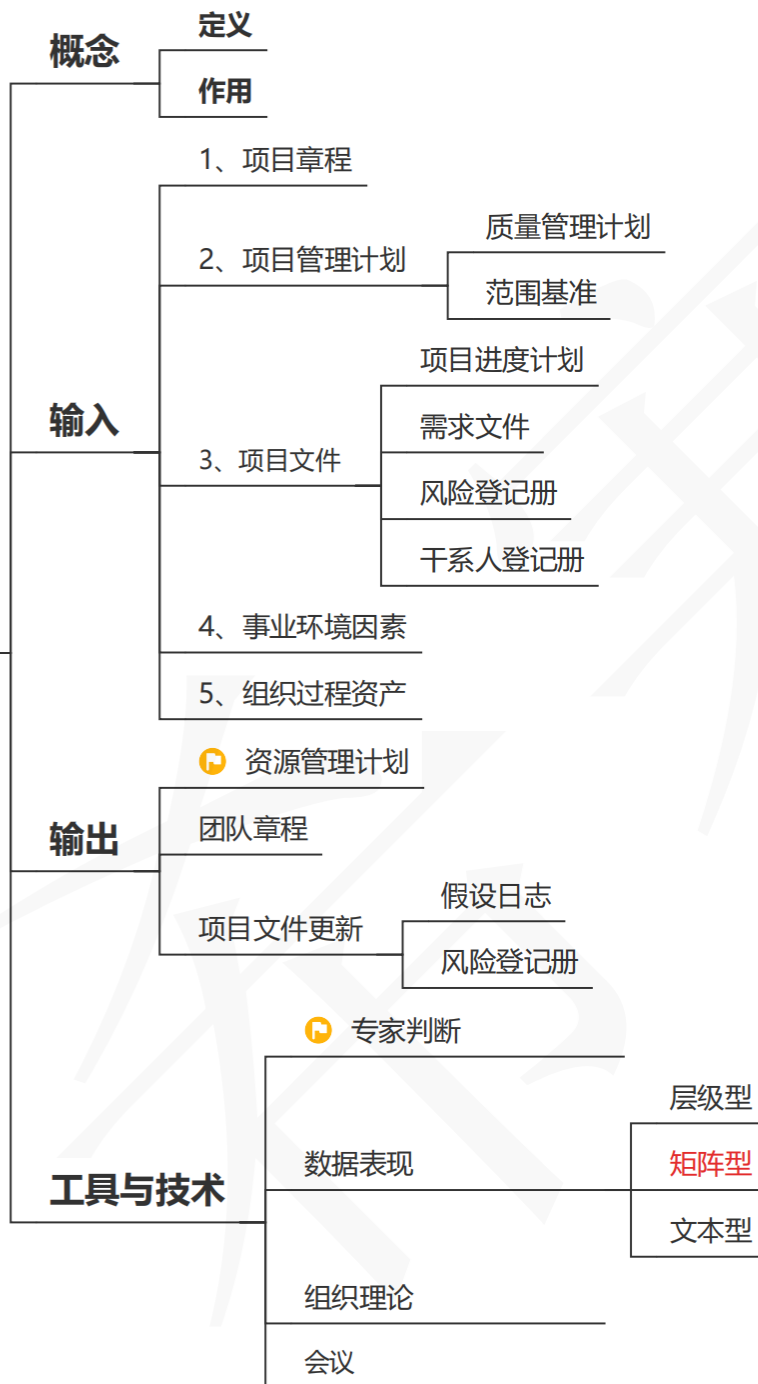 概念
定义
作用
输入
1、项目章程
2、项目管理计划
质量管理计划
范围基准
3、项目文件
项目进度计划
需求文件
风险登记册
干系人登记册
4、事业环境因素
5、组织过程资产
输出
资源管理计划
团队章程
项目文件更新
假设日志
风险登记册
工具与技术
专家判断
数据表现
层级型
矩阵型
文本型
组织理论
会议